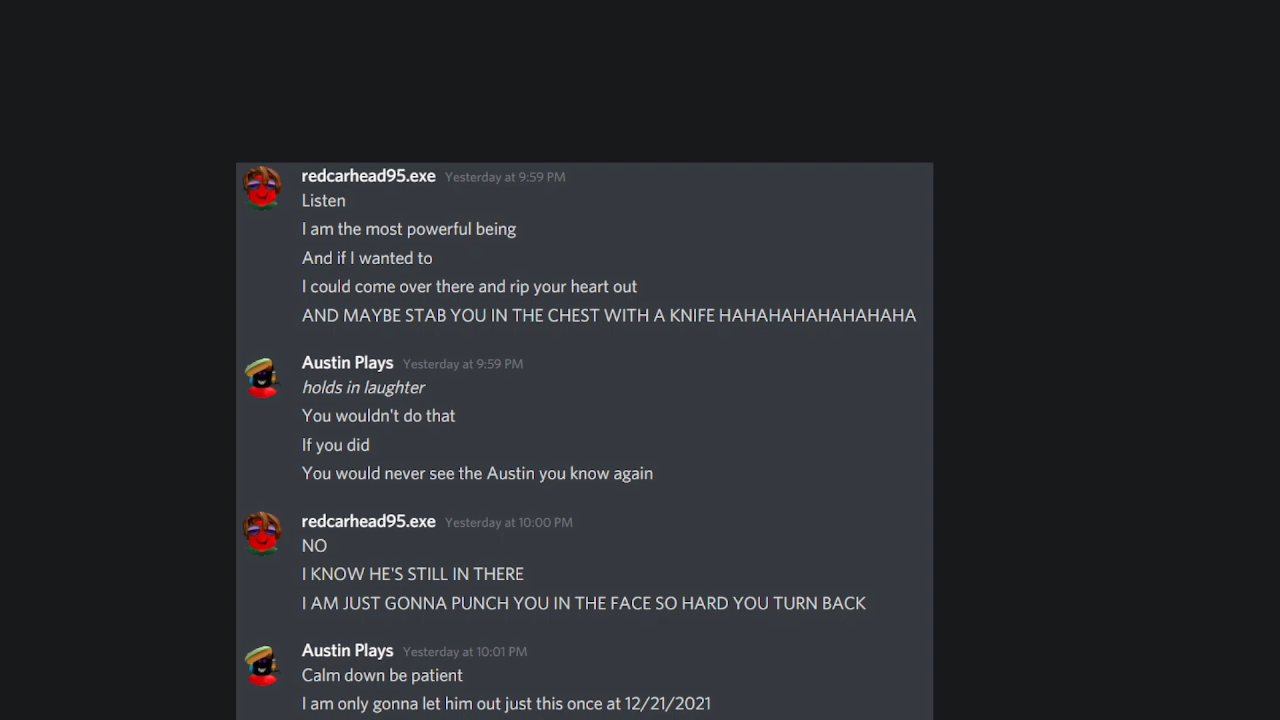 redcarhead95.exe Yesterday at 9:59 PM
Listen
I am the most powerful being
And if I wanted to
I could come over there and rip your heart out
AND MAYBE STAB YOU IN THE CHEST WITH A KNIFE HAHAHAHAHAHAHAHA
Austin Plays Yesterday at 9:59 PM
holds in laughter
You wouldn't do that
If you did
You would never see the Austin you know again
redcarhead95.exe Yesterday at 10:00 PM
NO
I KNOW HE'S STILL IN THERE
I AM JUST GONNA PUNCH YOU IN THE FACE SO HARD YOU TURN BACK
Austin Plays Yesterday at 10:01 PM
Calm down be patient
I am only gonna let him out just this once at 12/21/2021